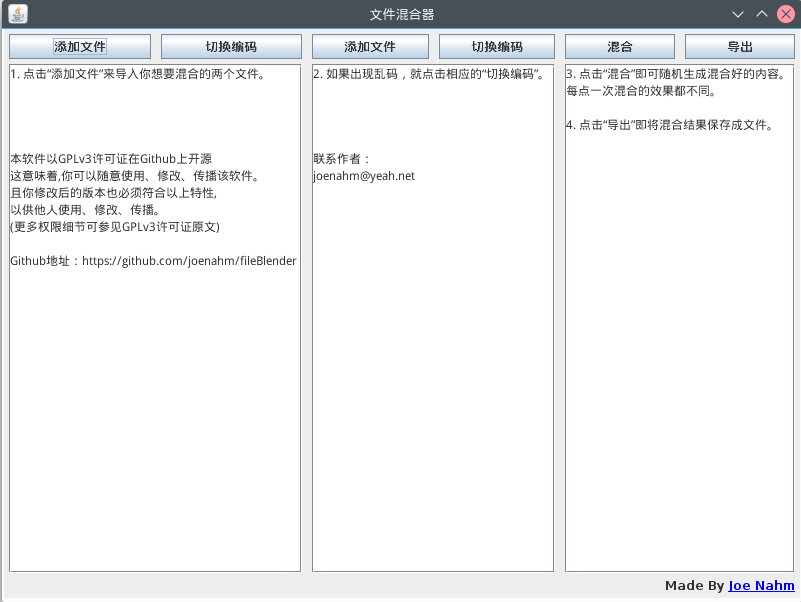 文件混合器
添加文件
切换编码
添加文件
切换编码
混合
导出
1. 点击“添加文件”来导入你想要混合的两个文件。
本软件以GPLv3许可证在Github上开源
这意味着,你可以随意使用、修改、传播该软件。
且你修改后的版本也必须符合以上特性,
以供他人使用、修改、传播。
(更多权限细节可参见GPLv3许可证原文)
Github地址：https://github.com/joenahm/fileBlender
2. 如果出现乱码，就点击相应的“切换编码”。
联系作者：
joenahm@yeah.net
3. 点击“混合”即可随机生成混合好的内容。
每点一次混合的效果都不同。
4. 点击“导出”即将混合结果保存成文件。
Made By Joe Nahm